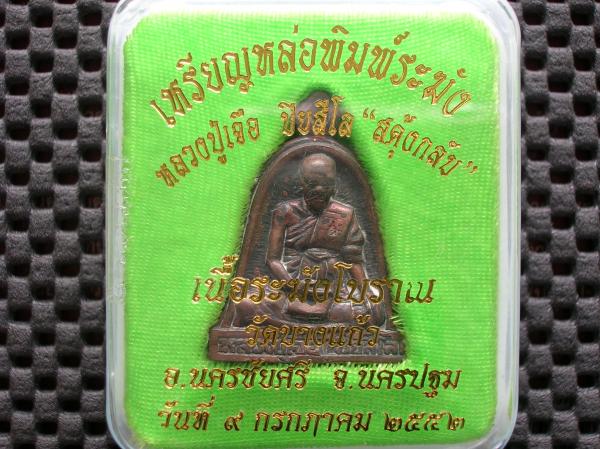 เหรียญหล่อพิมพ์ระฆัง
หลวงปู่เจือ ปิยสีโล "สดุ้งกลับ"
เนื้อระฆังโบราณ
วัดบางแก้ว
อ.นครชัยศรี จ.นครปฐม
วันที่ ๙ กรกฎาคม ๒๕๕๒